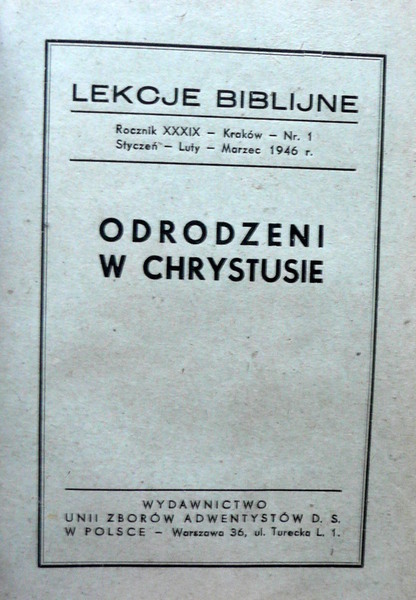 LEKCJE BIBLIJNE
Rocznik XXXIX – Kraków – Nr. 1
Styczeń – Luty – Marzec 1946 r.
ODRODZENI
W CHRYSTUSIE
WYDAWNICTWO
UNII ZBORÓW ADWENTYSTÓW D. S.
W POLSCE – Warszawa 36, ul. Turecka L. 1.